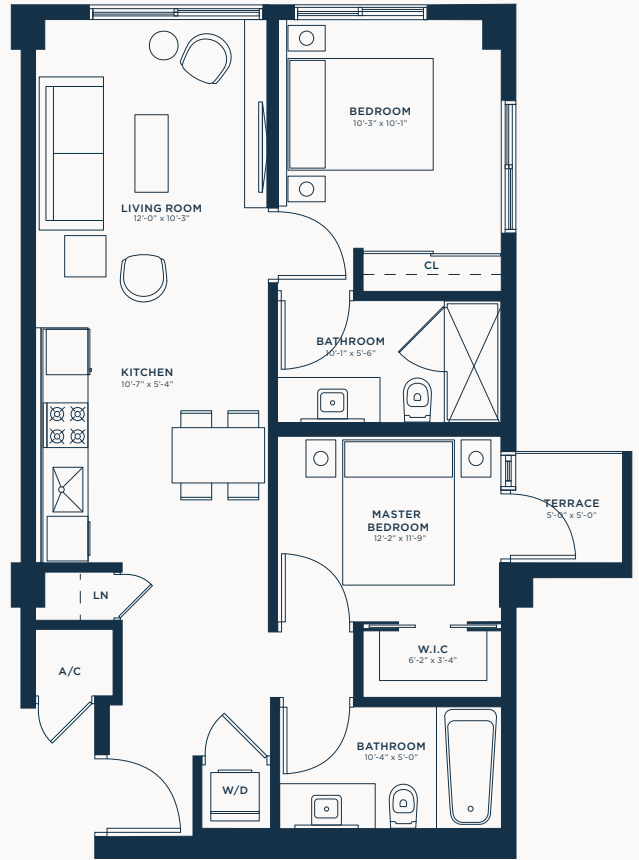 BEDROOM
10'-3" x 10'-1"
LIVING ROOM
12'-0" x 10'-3"
CL
BATHROOM
10'-1" x 5'-6"
KITCHEN
10'-7" x 5'-4"
TERRACE
5'-0" x 5'-0"
MASTER
BEDROOM
12'-2" x 11'-9"
LN
W.I.C
6'-2" x 3'-4"
A/C
BATHROOM
10'-4" x 5'-0"
W/D